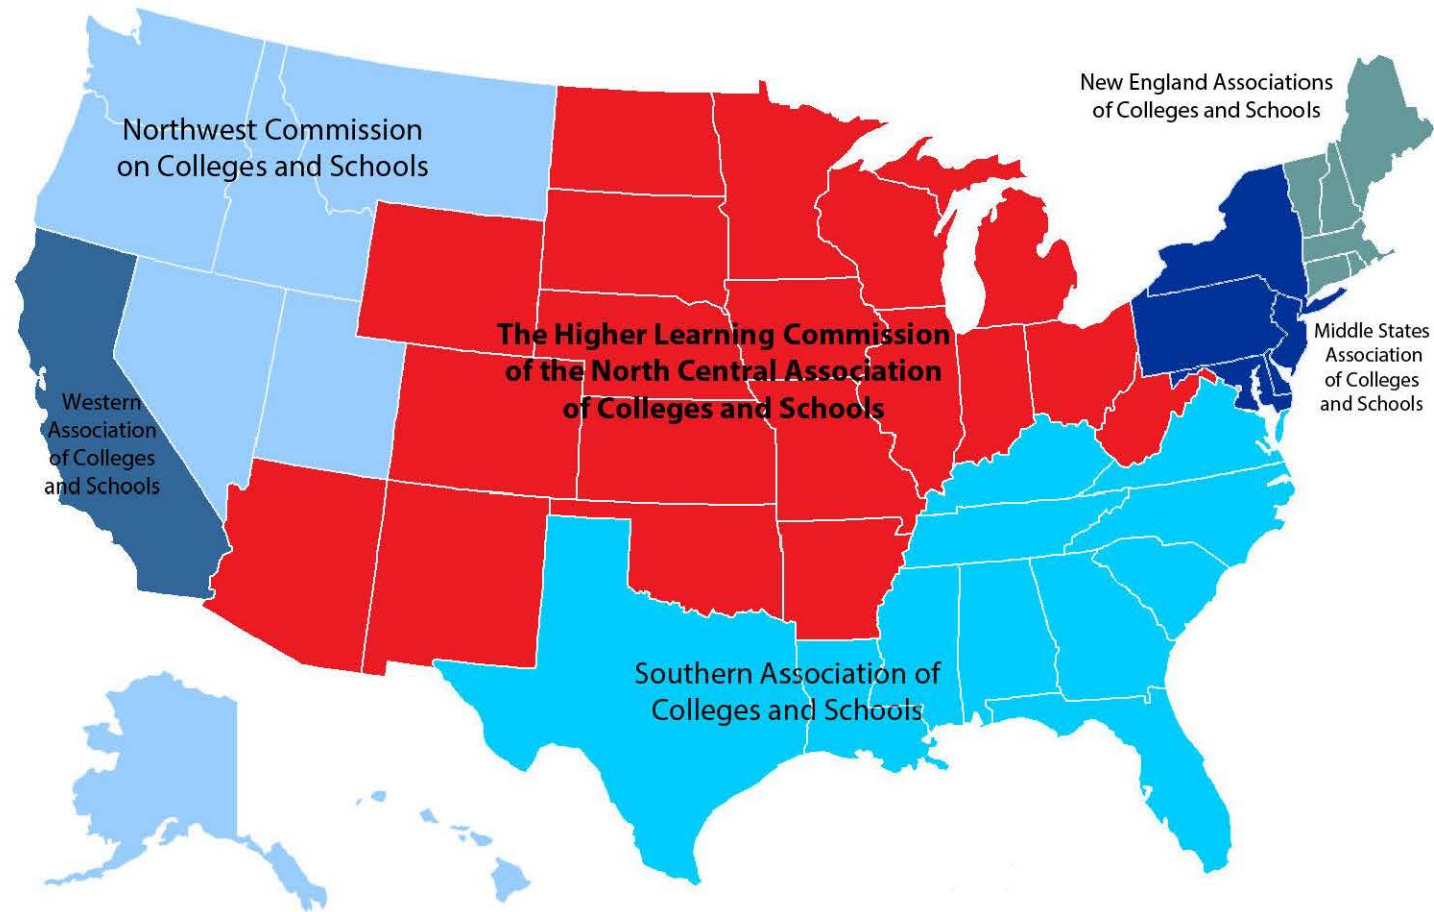 New England Associations
of Colleges and Schools
Northwest Commission
on Colleges and Schools
The Higher Learning Commission
of the North Central Association
of Colleges and Schools
Middle States
Association
of Colleges
and Schools
Western
Association
of Colleges
and Schools
Southern Association of
Colleges and Schools